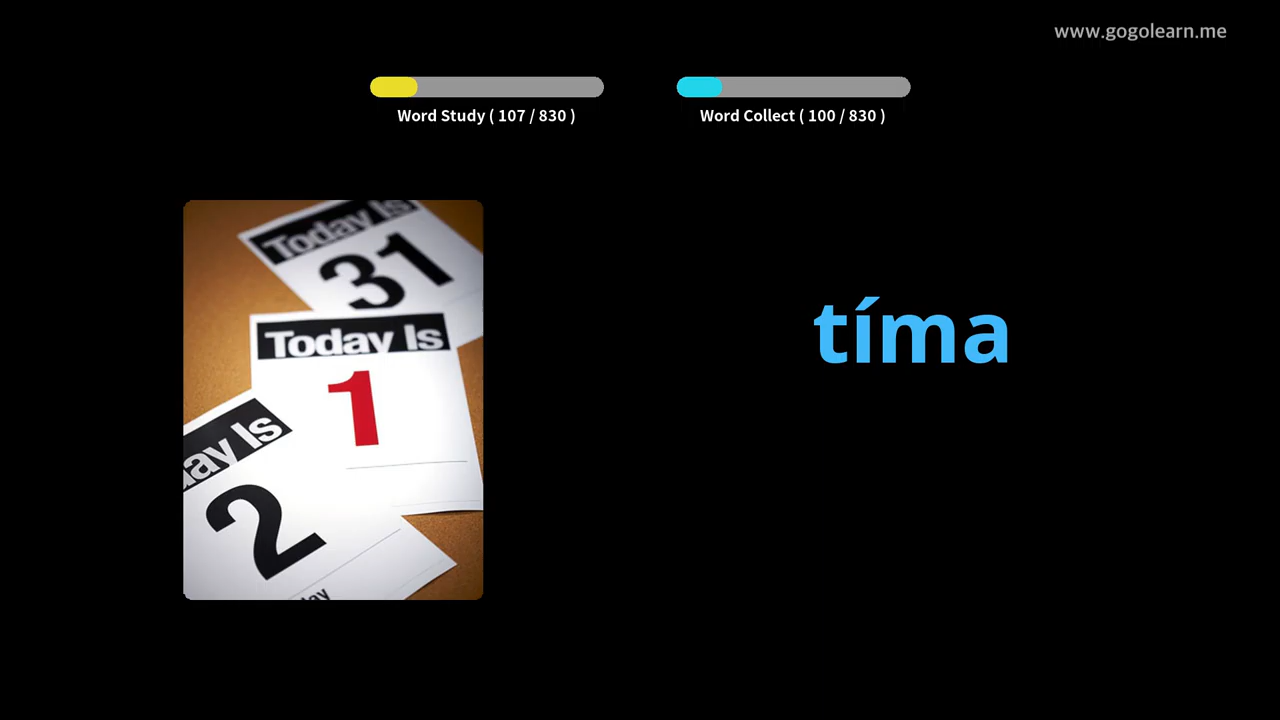 www.gogolearn.me
Word Study ( 107 / 830 )
Word Collect ( 100 / 830 )
Today Is
31
Today Is
1
ay Is
2
ay
tíma